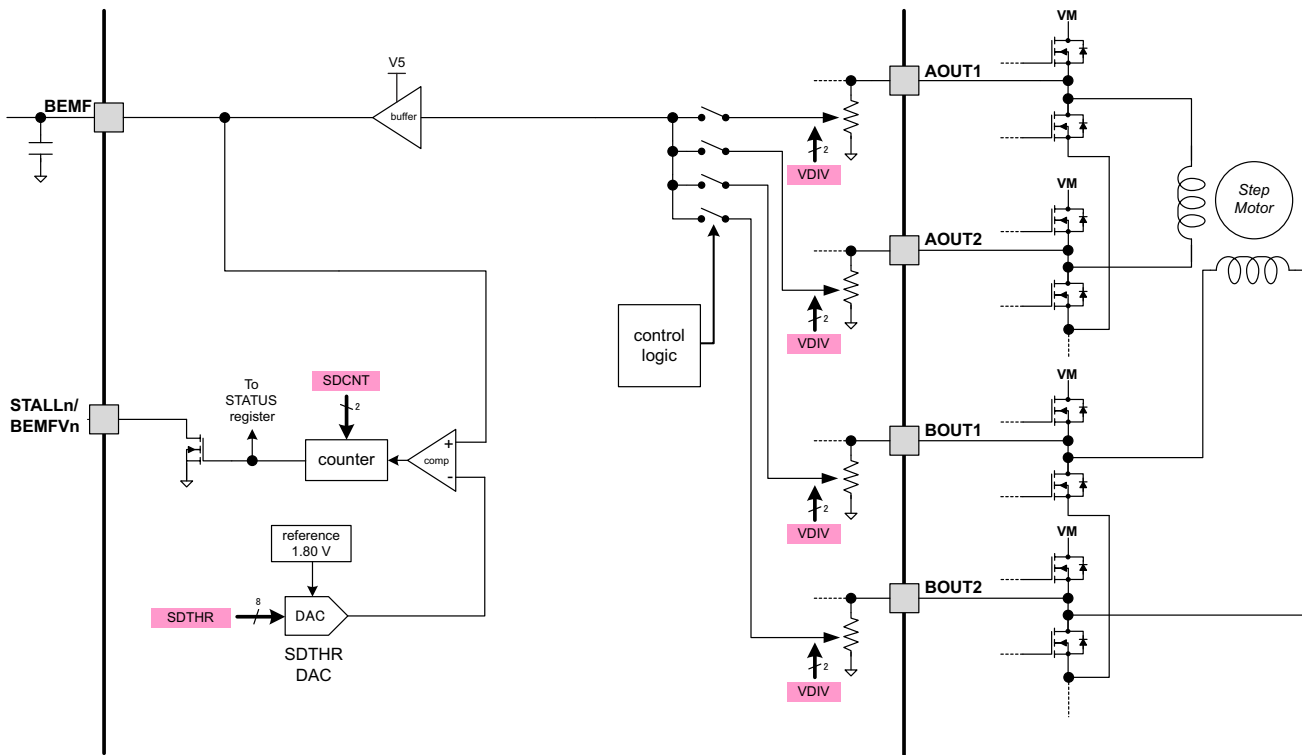 VM
V5
AOUT1
BEMF
buffer
2
VDIV
VM
Step
Motor
AOUT2
control
logic
2
VDIV
To
STATUS
register
SDCNT
2
VM
STALLn/
BEMFVn
BOUT1
counter
comp
+
-
2
VDIV
reference
1.80 V
VM
BOUT2
SDTHR
8
DAC
SDTHR
DAC
2
VDIV